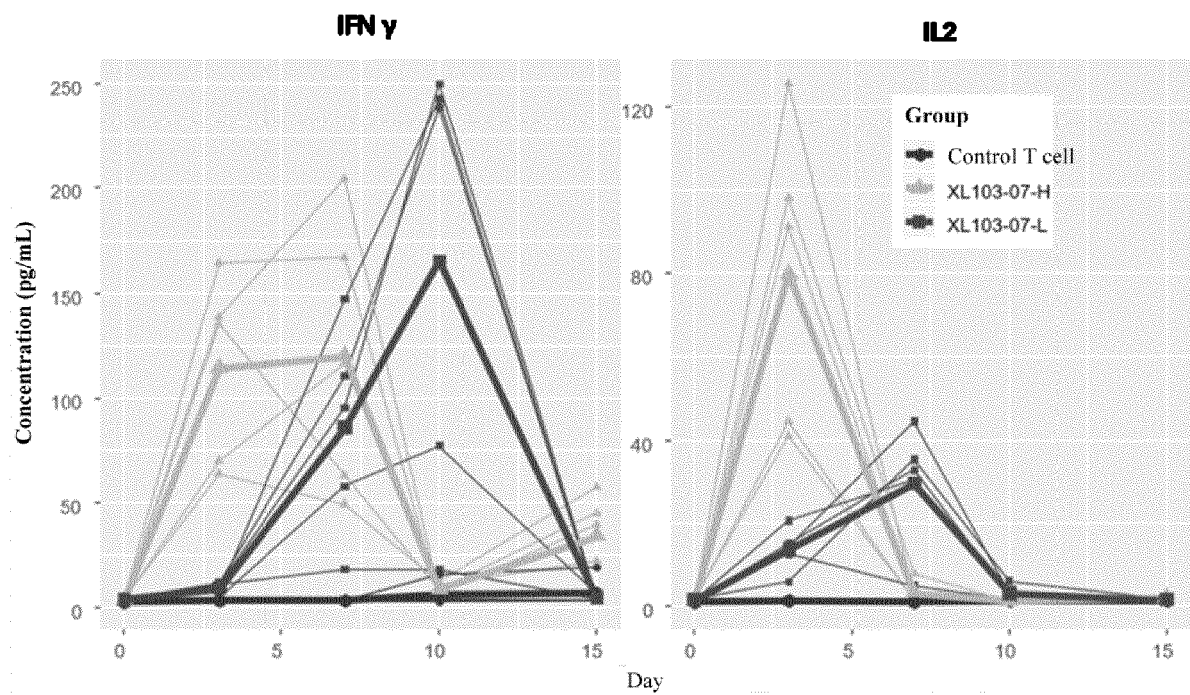 IFN γ
IL2
Concentration (pg/mL)
250
200
150
100
50
0
0
5
10
15
120
80
40
0
0
5
10
15
Group
Control T cell
XL103-07-H
XL103-07-L
Day